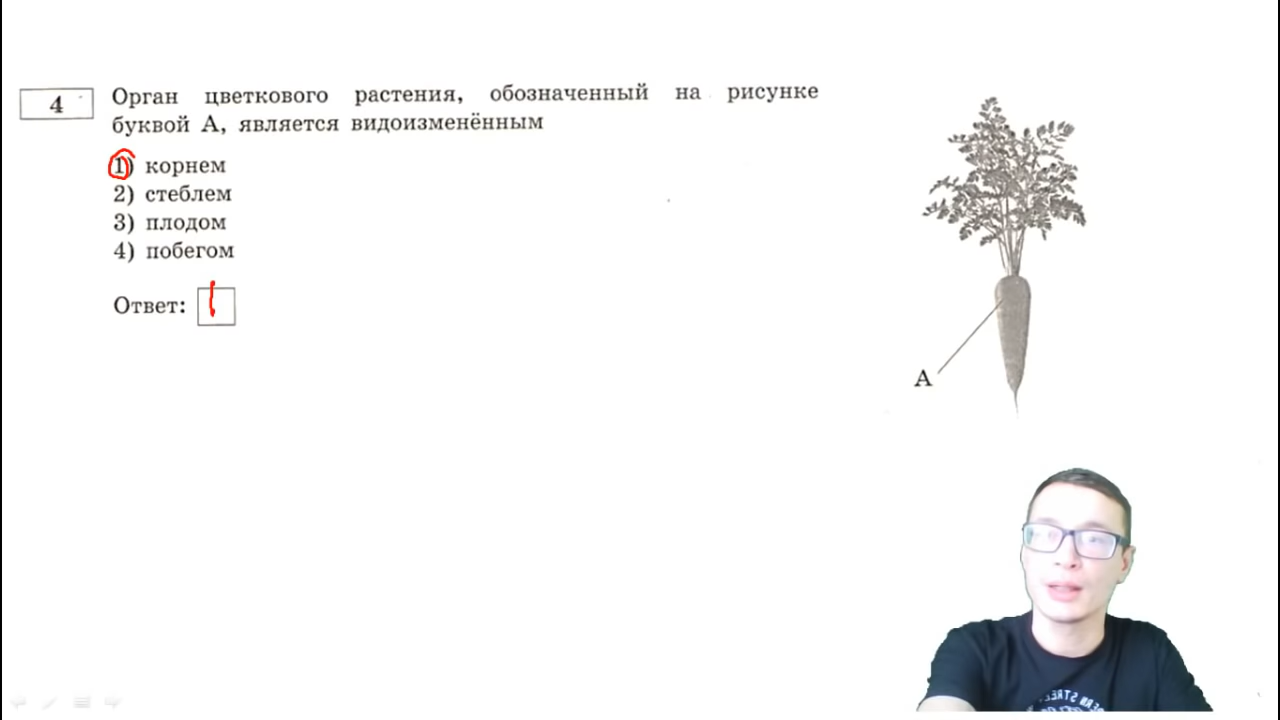 4
Орган цветкового растения, обозначенный на рисунке
буквой А, является видоизменённым
1) корнем
2) стеблем
3) плодом
4) побегом
Ответ: 1
А